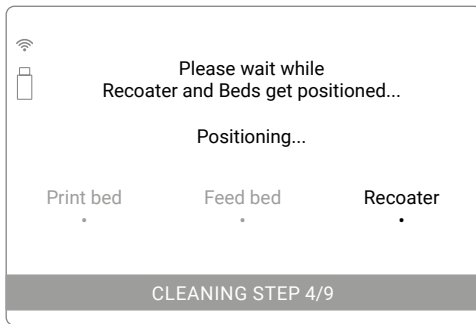 Please wait while
Recoater and Beds get positioned...
Positioning...
Print bed Feed bed Recoater
CLEANING STEP 4/9